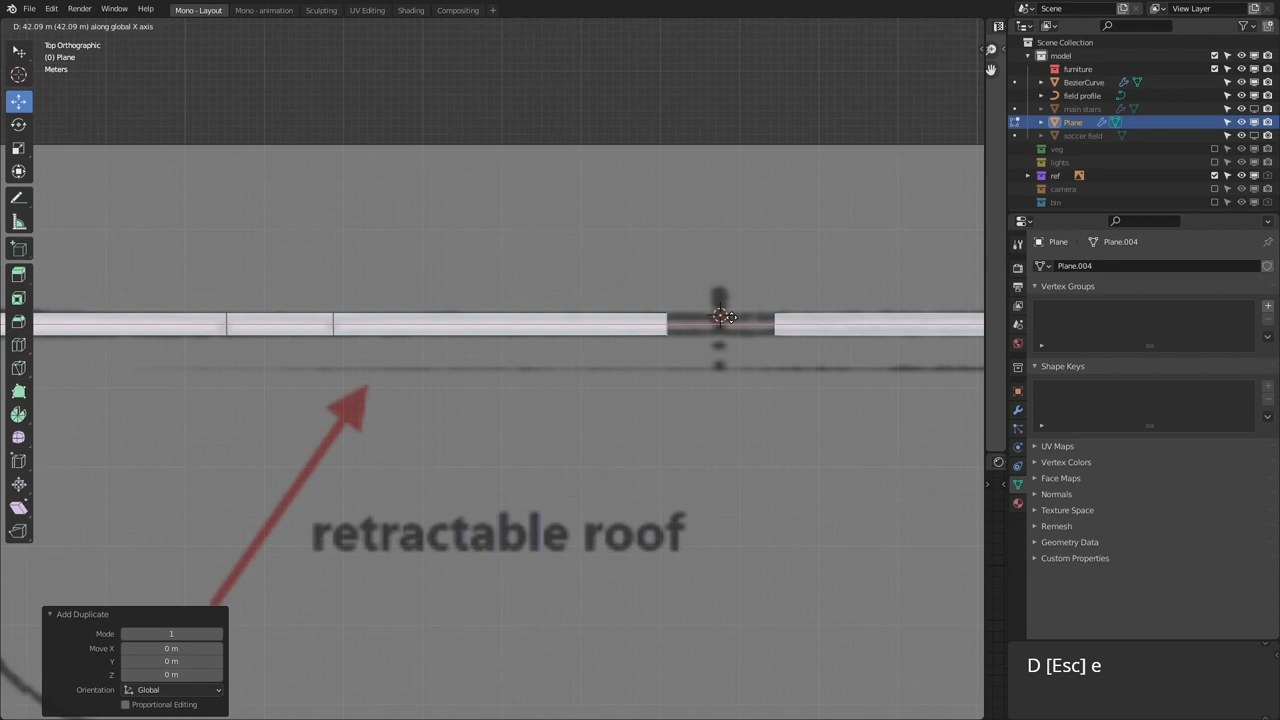 File Edit Render Window Help
Mono - Layout Mono - animation Sculpting UV Editing Shading Compositing
Scene View Layer
D: 42.09 m (42.09 m) along global X axis
Top Orthographic
(0) Plane
Meters
retractable roof
Add Duplicate
Mode 1
Move X 0 m
Y 0 m
Z 0 m
Orientation Global
Proportional Editing
Scene Collection
model
furniture
BezierCurve
field profile
main stairs
Plane
soccer field
veg
lights
ref
camera
bin
Plane Plane.004
Plane.004
Vertex Groups
Shape Keys
UV Maps
Vertex Colors
Face Maps
Normals
Texture Space
Remesh
Geometry Data
Custom Properties
D [Esc] e